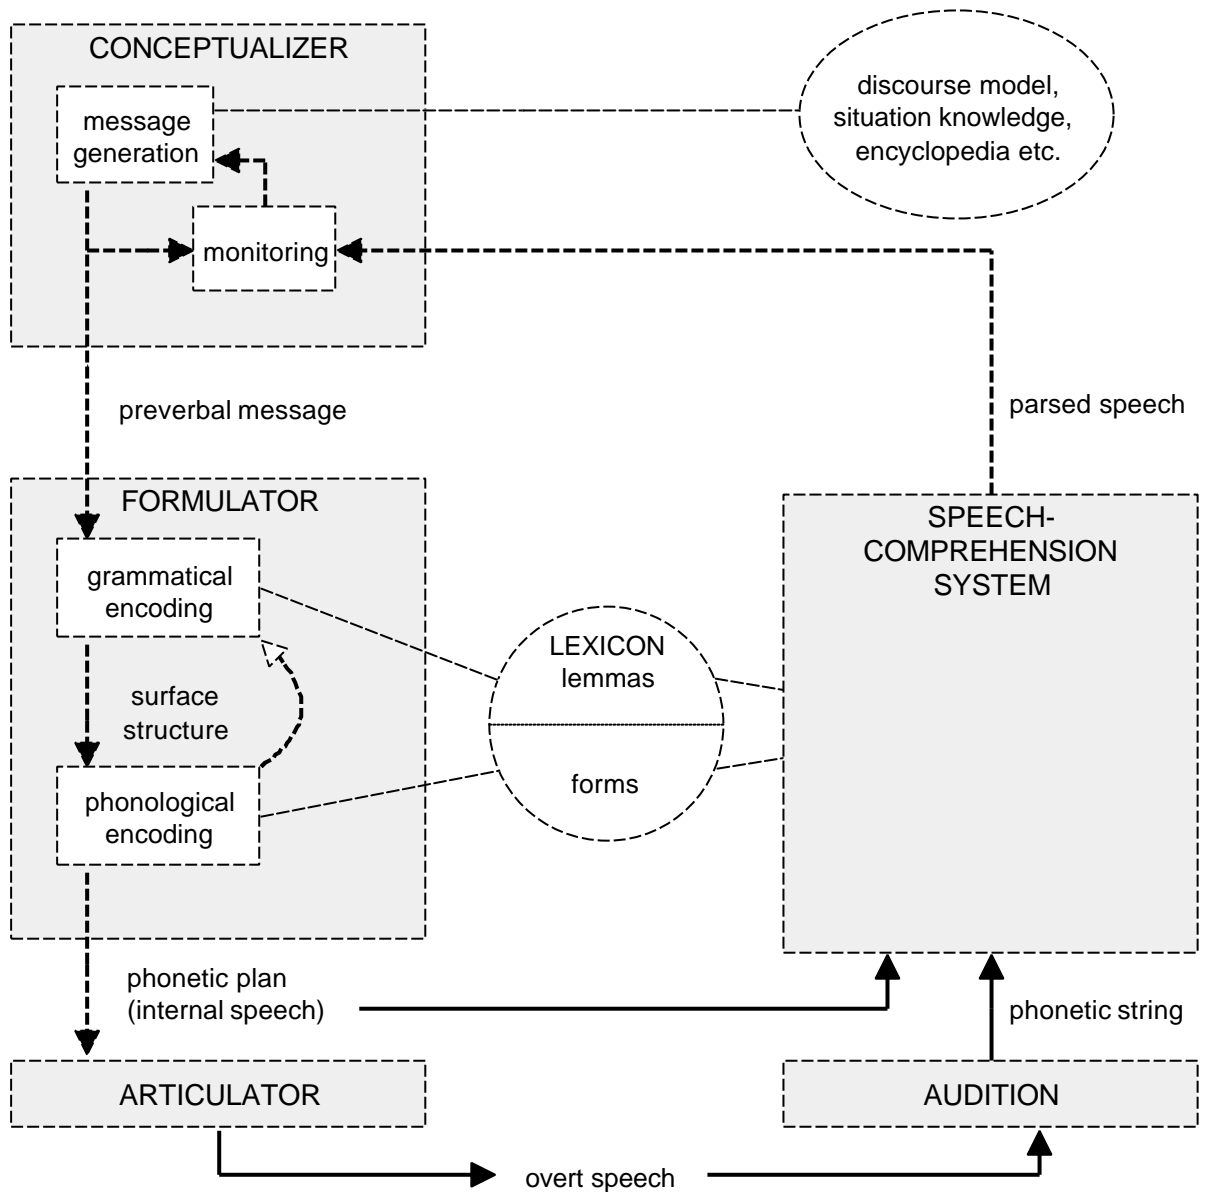 CONCEPTUALIZER
message
generation
monitoring
discourse model,
situation knowledge,
encyclopedia etc.
preverbal message
parsed speech
FORMULATOR
grammatical
encoding
surface
structure
phonological
encoding
LEXICON
lemmas
forms
SPEECH-
COMPREHENSION
SYSTEM
phonetic plan
(internal speech)
phonetic string
ARTICULATOR
AUDITION
overt speech